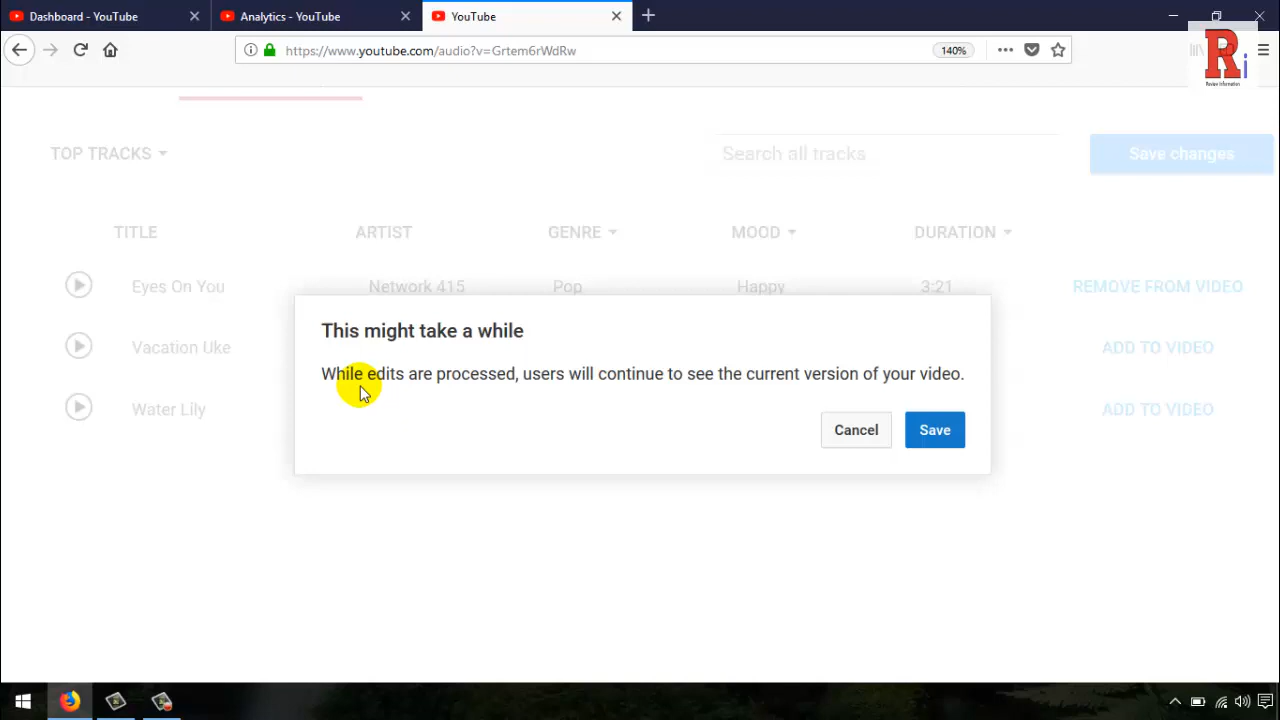 Dashboard - YouTube
Analytics - YouTube
YouTube
https://www.youtube.com/audio?v=Grtem6rWdRw
140%
Ri
Review Information
TOP TRACKS
Search all tracks
Save changes
TITLE ARTIST GENRE MOOD DURATION
Eyes On You Network 415 Pop Happy 3:21 REMOVE FROM VIDEO
Vacation Uke ADD TO VIDEO
Water Lily ADD TO VIDEO
This might take a while
While edits are processed, users will continue to see the current version of your video.
Cancel Save